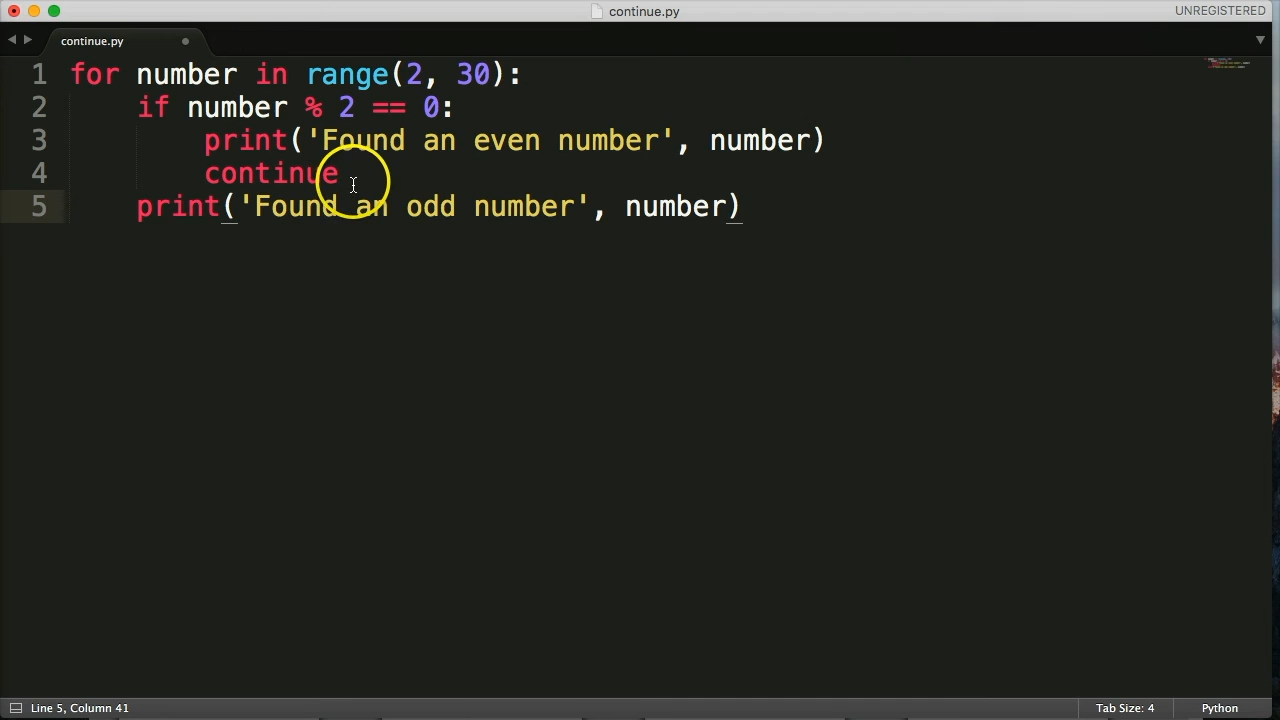 continue.py
UNREGISTERED
continue.py
1 for number in range(2, 30):
2     if number % 2 == 0:
3         print('Found an even number', number)
4         continue
5     print('Found an odd number', number)
Line 5, Column 41
Tab Size: 4
Python